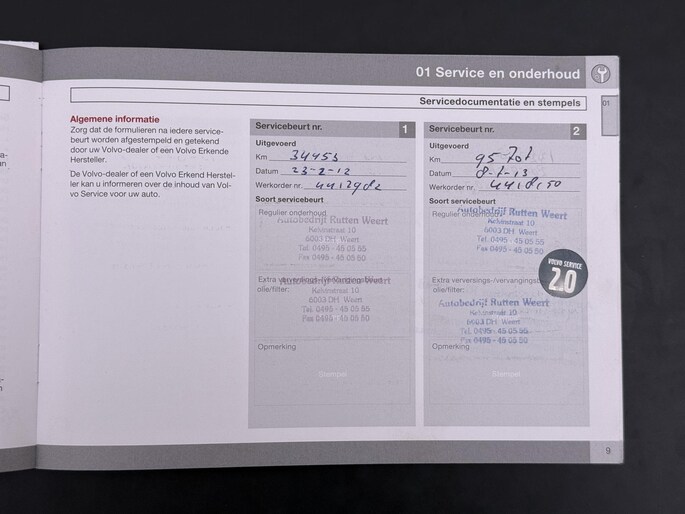 01 Service en onderhoud
Servicedocumentatie en stempels
01
Algemene informatie
Zorg dat de formulieren na iedere service-
beurt worden afgestempeld en getekend
door uw Volvo-dealer of een Volvo Erkende
Hersteller.
De Volvo-dealer of een Volvo Erkend Herstel-
ler kan u informeren over de inhoud van Vol-
vo Service voor uw auto.
Servicebeurt nr. 1
Uitgevoerd
Km 34453
Datum 23-2-12
Werkorder nr. 4412982
Soort servicebeurt
Regulier onderhoud
Autobedrijf Rutten Weert
Kelvinstraat 10
6003 DH Weert
Tel. 0495 - 45 05 55
Fax 0495 - 45 05 50
Extra verversings-/vervangingsbeurt
olie/filter:
Autobedrijf Rutten Weert
Kelvinstraat 10
6003 DH Weert
Tel. 0495 - 45 05 55
Fax 0495 - 45 05 50
Opmerking
Stempel
Servicebeurt nr. 2
Uitgevoerd
Km 95701
Datum 8-1-13
Werkorder nr. 4418150
Soort servicebeurt
Regulier onderhoud
Autobedrijf Rutten Weert
Kelvinstraat 10
6003 DH Weert
Tel. 0495 - 45 05 55
Fax 0495 - 45 05 50
VOLVO SERVICE
2.0
Extra verversings-/vervangingsb
olie/filter:
Autobedrijf Rutten Weert
Kelvinstraat 10
6003 DH Weert
Tel. 0495 - 45 05 55
Fax 0495 - 45 05 50
Opmerking
Stempel
9